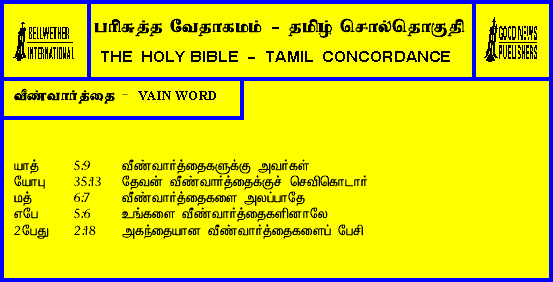 BELLWETHER
INTERNATIONAL
பரிசுத்த வேதாகமம் - தமிழ் சொல்தொகுதி
THE HOLY BIBLE - TAMIL CONCORDANCE
GOOD NEWS
PUBLISHERS
வீண்வார்த்தை - VAIN WORD
யாத் 5:9 வீண்வார்த்தைகளுக்கு அவர்கள்
யோபு 35:13 தேவன் வீண்வார்த்தைக்குச் செவிகொடார்
மத் 6:7 வீண்வார்த்தைகளை அலப்பாதே
எபே 5:6 உங்களை வீண்வார்த்தைகளினாலே
2பேது 2:18 அகந்தையான வீண்வார்த்தைகளைப் பேசி